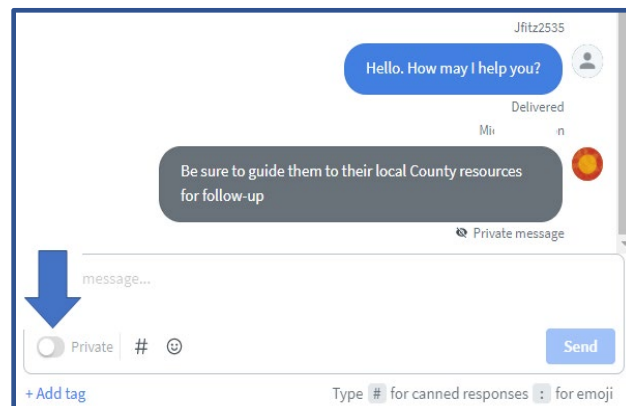 Jfitz2535
Hello. How may I help you?
Delivered
Be sure to guide them to their local County resources
for follow-up
Private message
message...
Private #
Send
+ Add tag
Type # for canned responses : for emoji